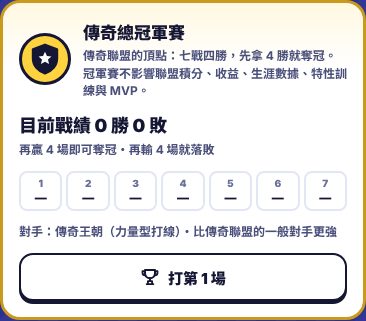 傳奇總冠軍賽
傳奇聯盟的頂點：七戰四勝，先拿 4 勝就奪冠。
冠軍賽不影響聯盟積分、收益、生涯數據、特性訓
練與 MVP。
目前戰績 0 勝 0 敗
再贏 4 場即可奪冠・再輸 4 場就落敗
1 2 3 4 5 6 7
— — — — — — —
對手：傳奇王朝（力量型打線）・比傳奇聯盟的一般對手更強
打第 1 場